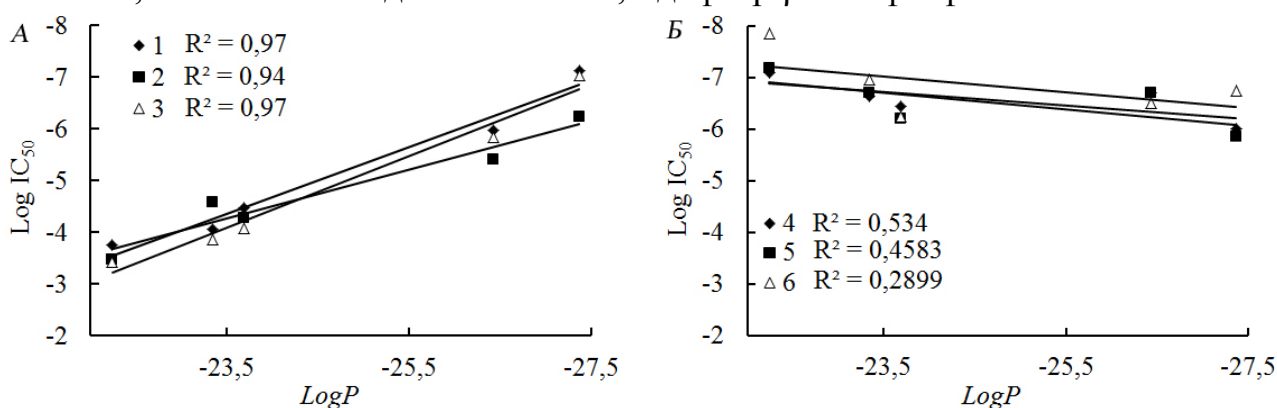 А
1 R² = 0,97
2 R² = 0,94
3 R² = 0,97
-8
-7
-6
-5
-4
-3
-2
Log IC₅₀
-23,5 -25,5 -27,5
LogP
Б
-8
-7
-6
-5
-4
-3
-2
Log IC₅₀
4 R² = 0,534
5 R² = 0,4583
6 R² = 0,2899
-23,5 -25,5 -27,5
LogP